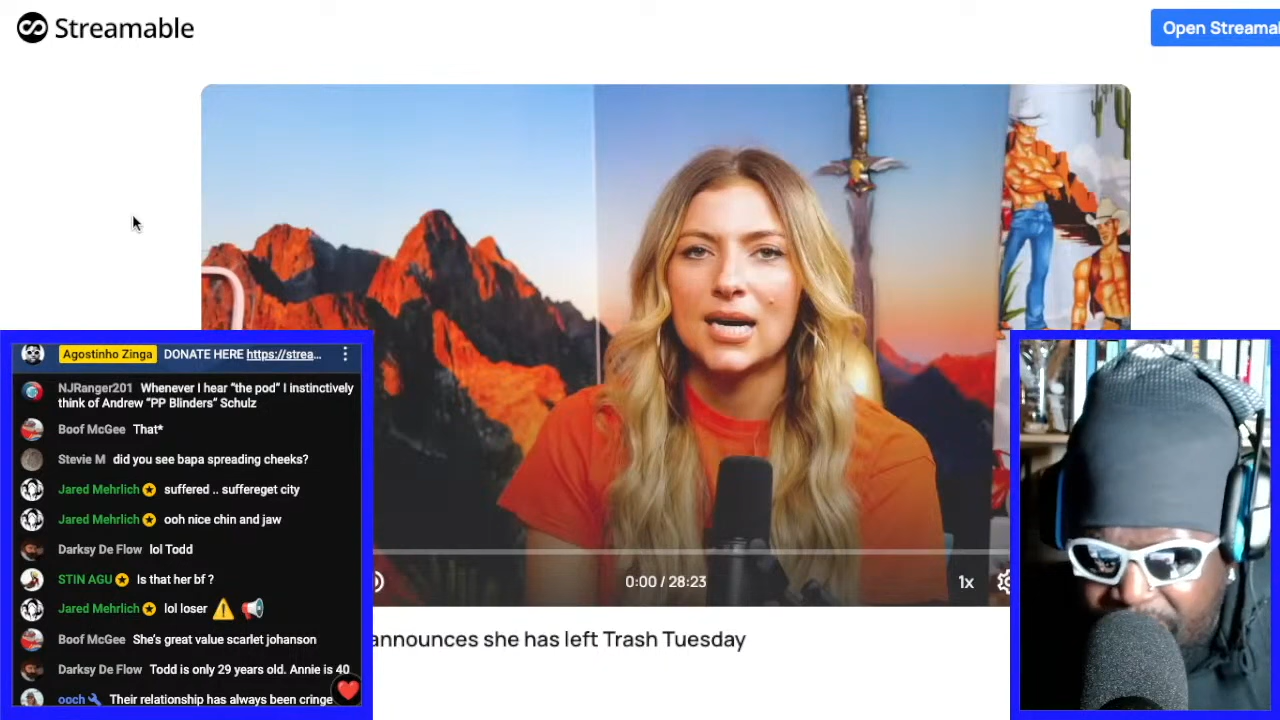 Streamable
Open Streama
0:00 / 28:23
1x
announces she has left Trash Tuesday
Agostinho Zinga DONATE HERE https://strea...
NJRanger201 Whenever I hear “the pod” I instinctively
think of Andrew “PP Blinders” Schulz
Boof McGee That*
Stevie M did you see bapa spreading cheeks?
Jared Mehrlich suffered .. suffereget city
Jared Mehrlich ooh nice chin and jaw
Darksy De Flow lol Todd
STIN AGU Is that her bf ?
Jared Mehrlich lol loser
Boof McGee She's great value scarlet johanson
Darksy De Flow Todd is only 29 years old. Annie is 40
ooch Their relationship has always been cringe